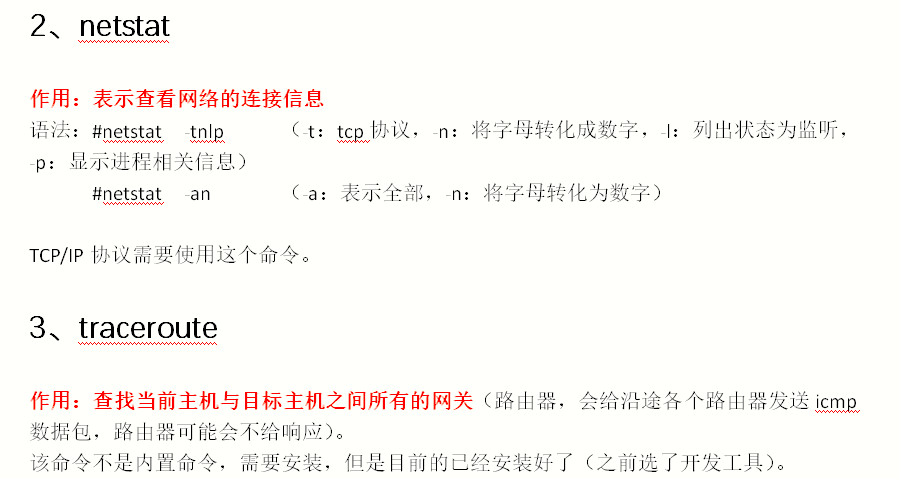 2、netstat
作用：表示查看网络的连接信息
语法：#netstat -tnlp （-t：tcp 协议，-n：将字母转化成数字，-l：列出状态为监听，
-p：显示进程相关信息）
#netstat -an （-a：表示全部，-n：将字母转化为数字）
TCP/IP 协议需要使用这个命令。
3、traceroute
作用：查找当前主机与目标主机之间所有的网关（路由器，会给沿途各个路由器发送 icmp
数据包，路由器可能会不给响应）。
该命令不是内置命令，需要安装，但是目前的已经安装好了（之前选了开发工具）。